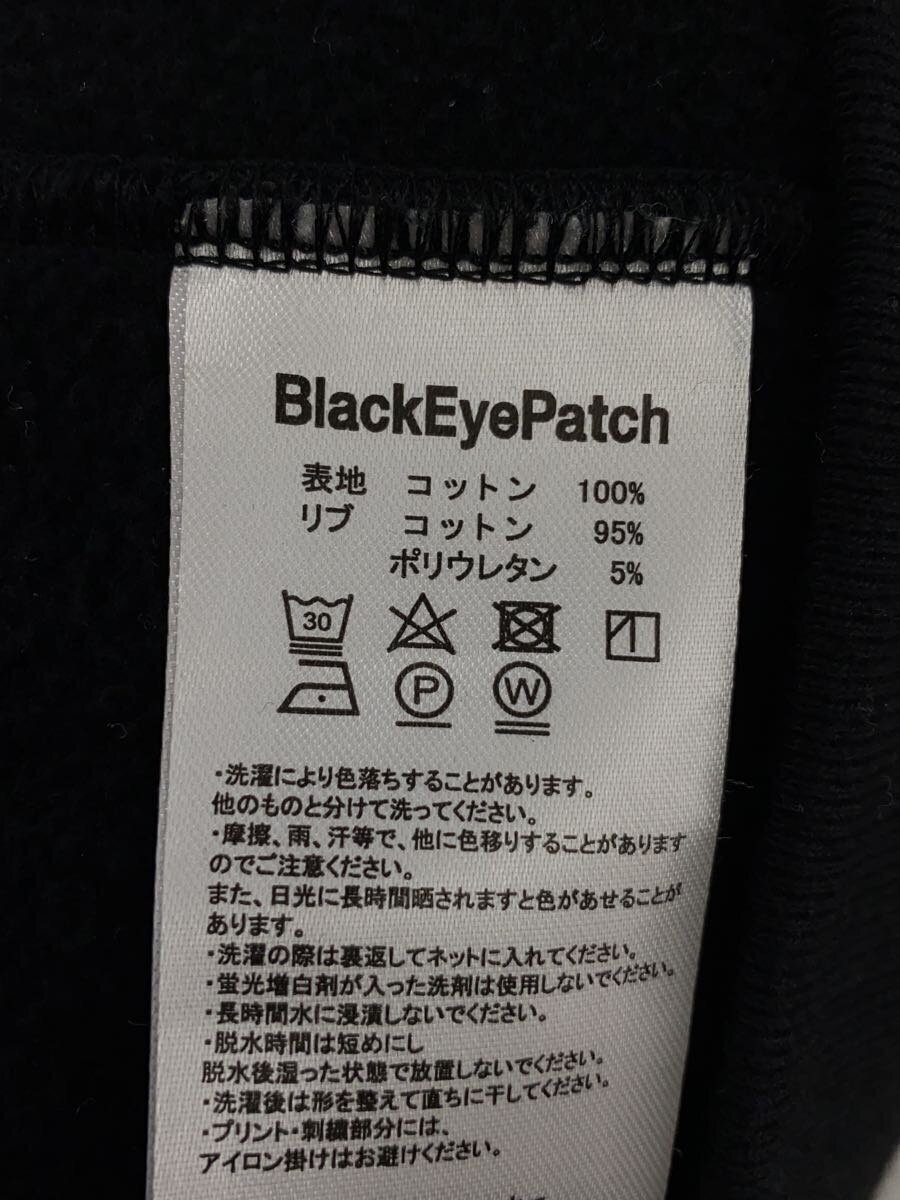 BlackEyePatch
表地 コットン 100%
リブ コットン 95%
ポリウレタン 5%
30
P W
・洗濯により色落ちすることがあります。
他のものと分けて洗ってください。
・摩擦、雨、汗等で、他に色移りすることがあります
のでご注意ください。
また、日光に長時間晒されますと色があせることが
あります。
・洗濯の際は裏返してネットに入れてください。
・蛍光増白剤が入った洗剤は使用しないでください。
・長時間水に浸漬しないでください。
・脱水時間は短めにし
脱水後湿った状態で放置しないでください。
・洗濯後は形を整えて直ちに干してください。
・プリント・刺繍部分には、
アイロン掛けはお避けください。